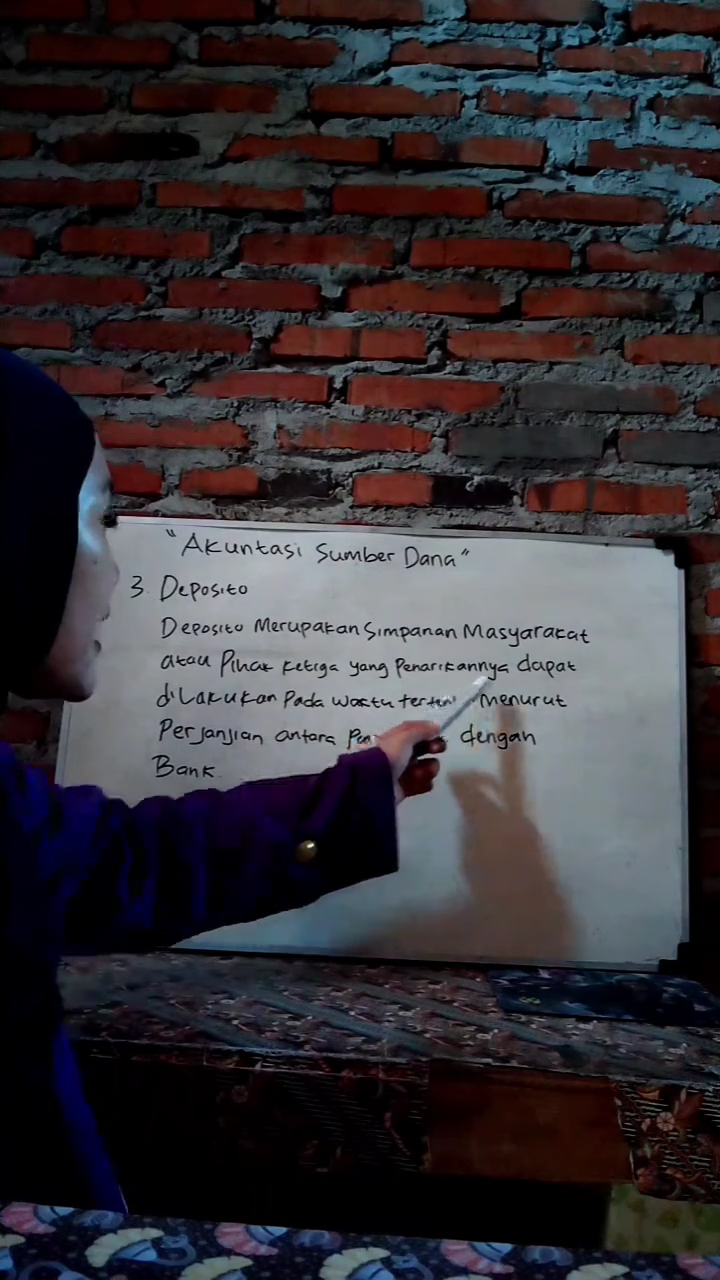 "Akuntasi Sumber Dana"
3. Deposito
Deposito Merupakan Simpanan Masyarakat
atau Pihak Ketiga yang Penarikannya dapat
dilakukan Pada waktu menurut
Perjanjian antara dengan
Bank.